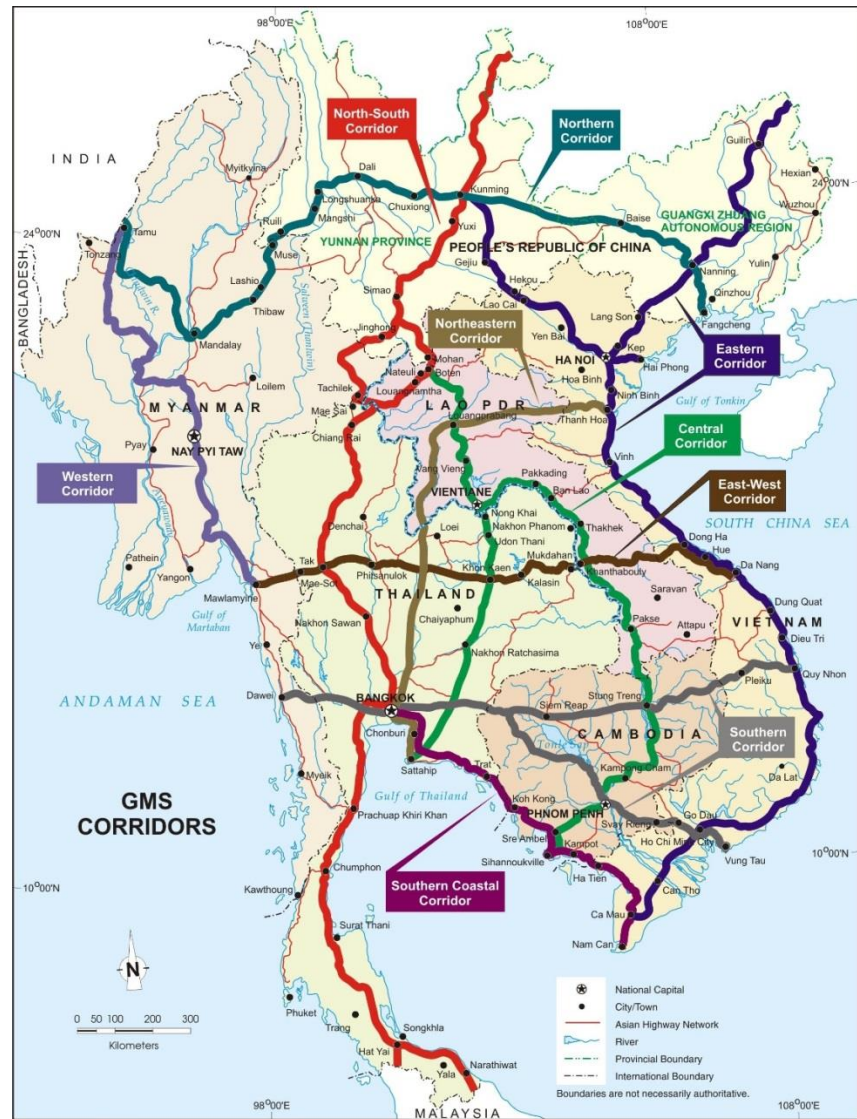 98°00'E
108°00'E
North-South
Corridor
Northern
Corridor
Guilin
Hexian
24°00'N
INDIA
Myitkyina
Dali
Longshuansu
Kunming
Wuzhou
Chuxiong
Mangshi
Baise
GUANGXI ZHUANG
AUTONOMOUS REGION
24°00'N
Tamu
Ruili
Yuxi
YUNNAN PROVINCE
PEOPLE'S REPUBLIC OF CHINA
Tonzang
Muse
Gejiu
Nanning
Yulin
BANGLADESH
Lashio
Hekou
Qinzhou
Thibaw
Simao
Lao Cai
Lang Son
Fangcheng
Salween (Thanlwin)
Mandalay
Jinghong
Northeastern
Corridor
Yen Bai
Kep
Eastern
Corridor
HA NOI
Hai Phong
Mohan
Nateuil
Boten
Hoa Binh
Loilem
Louangnamtha
Tachilek
LAO PDR
Ninh Binh
Gulf of Tonkin
MYANMAR
Mae Sai
Louangprabang
Thanh Hoa
Chiang Rai
Central
Corridor
NAY PYI TAW
Pyay
Vang Vieng
Pakkading
Vinh
Western
Corridor
VIENTIANE
Ban Lao
East-West
Corridor
Nong Khai
Denchai
Loei
Nakhon Phanom
Thakhek
SOUTH CHINA SEA
Udon Thani
Dong Ha
Pathein
Mukdahan
Hue
Yangon
Tak
Khon Kaen
Da Nang
Mae-Sot
Phitsanulok
Kalasin
Khanthabouly
Mawlamyine
THAILAND
Saravan
Gulf of
Martaban
Dung Quat
Chaiyaphum
Nakhon Sawan
Pakse
Attapu
VIET NAM
Ye
Dieu Tri
Nakhon Ratchasima
Quy Nhon
Dawei
BANGKOK
Stung Treng
Pleiku
ANDAMAN SEA
Siem Reap
Chonburi
CAMBODIA
Southern
Corridor
Tonle Sap
Sattahip
Trat
Kampong Cham
Da Lat
Myeik
Gulf of Thailand
Koh Kong
GMS
CORRIDORS
PHNOM PENH
Prachuap Khiri Khan
Svay Rieng
Go Dau
Sre Ambel
Kampot
Ho Chi Minh City
Vung Tau
10°00'N
Sihannoukville
Chumphon
Ha Tien
10°00'N
Kawthoung
Southern Coastal
Corridor
Can Tho
Ca Mau
Surat Thani
Nam Can
N
National Capital
City/Town
0 50 100 200 300
Phuket
Asian Highway Network
Trang
Songkhla
River
Kilometers
Hat Yai
Provincial Boundary
Narathiwat
International Boundary
Yala
Boundaries are not necessarily authoritative.
98°00'E
108°00'E
MALAYSIA